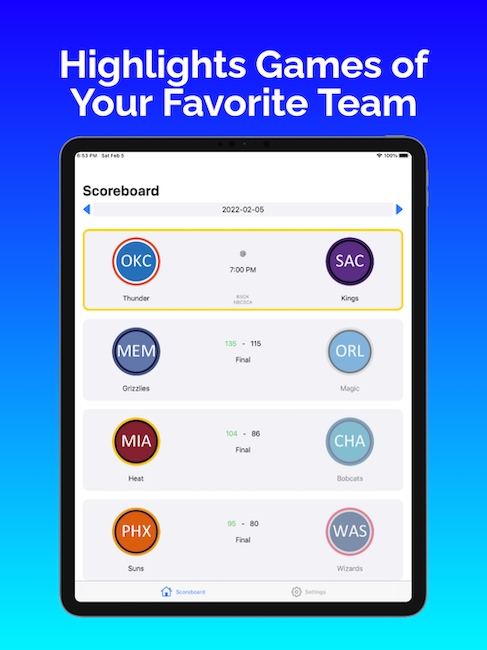 Highlights Games of
Your Favorite Team
6:53 PM Sat Feb 5 100%
Scoreboard
2022-02-05
OKC @ SAC
7:00 PM
Thunder Kings
BSOK
NBCSCA
MEM 135 - 115 ORL
Final
Grizzlies Magic
MIA 104 - 86 CHA
Final
Heat Bobcats
PHX 95 - 80 WAS
Final
Suns Wizards
Scoreboard Settings